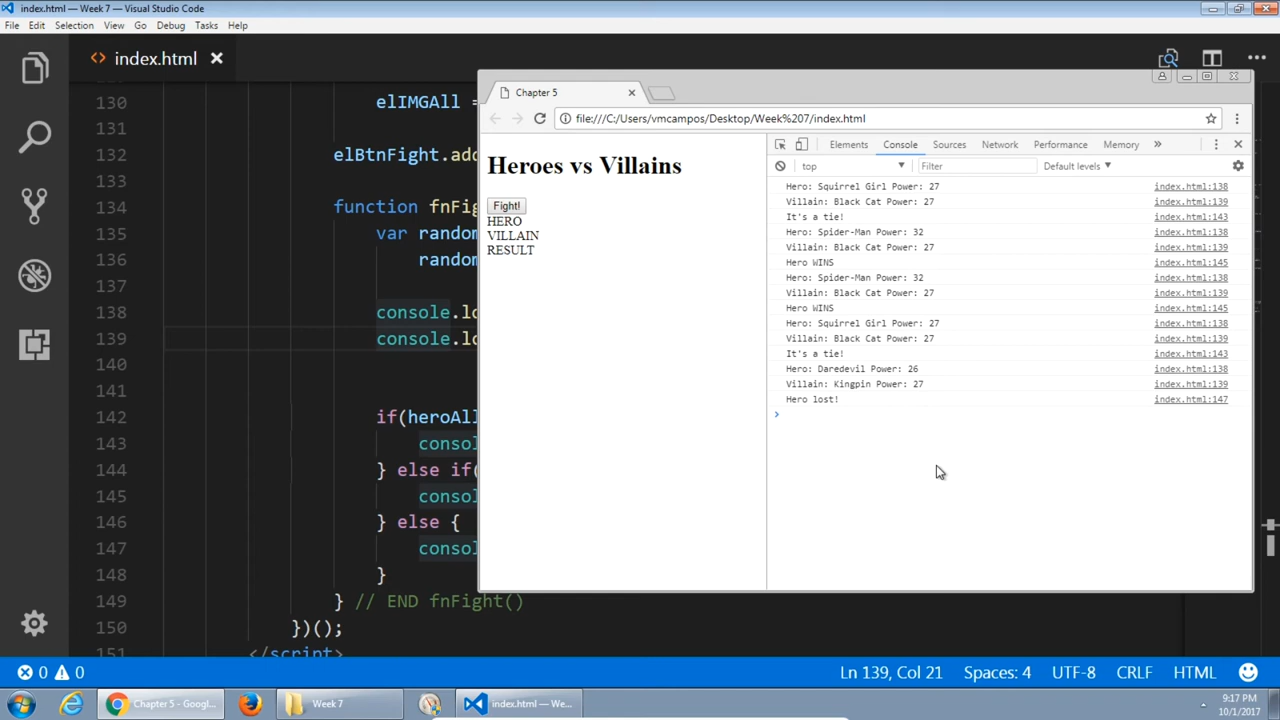 index.html — Week 7 — Visual Studio Code
File Edit Selection View Go Debug Tasks Help
index.html
130 elIMGAll =
131
132 elBtnFight.add
133
134 function fnFig
135 var random
136 random
137
138 console.lo
139 console.lo
140
141
142 if(heroAll
143 consol
144 } else if(
145 consol
146 } else {
147 consol
148 }
149 } // END fnFight()
150 })();
151 </script>
Chapter 5
file:///C:/Users/vmcampos/Desktop/Week%207/index.html
Heroes vs Villains
Fight!
HERO
VILLAIN
RESULT
Elements Console Sources Network Performance Memory »
top Filter Default levels
Hero: Squirrel Girl Power: 27 index.html:138
Villain: Black Cat Power: 27 index.html:139
It's a tie! index.html:143
Hero: Spider-Man Power: 32 index.html:138
Villain: Black Cat Power: 27 index.html:139
Hero WINS index.html:145
Hero: Spider-Man Power: 32 index.html:138
Villain: Black Cat Power: 27 index.html:139
Hero WINS index.html:145
Hero: Squirrel Girl Power: 27 index.html:138
Villain: Black Cat Power: 27 index.html:139
It's a tie! index.html:143
Hero: Daredevil Power: 26 index.html:138
Villain: Kingpin Power: 27 index.html:139
Hero lost! index.html:147
0 0 Ln 139, Col 21 Spaces: 4 UTF-8 CRLF HTML
Chapter 5 - Googl... Week 7 index.html — We...
9:17 PM
10/1/2017